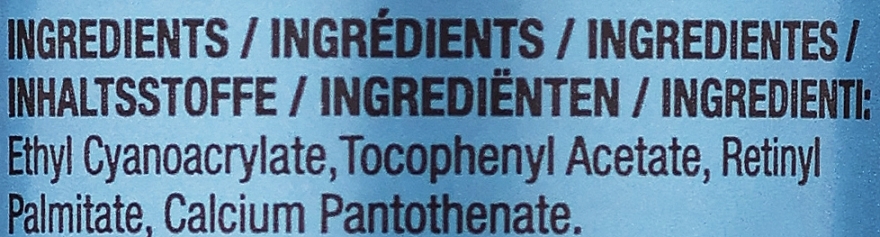 INGREDIENTS / INGRÉDIENTS / INGREDIENTES /
INHALTSSTOFFE / INGREDIËNTEN / INGREDIENTI:
Ethyl Cyanoacrylate, Tocophenyl Acetate, Retinyl
Palmitate, Calcium Pantothenate.